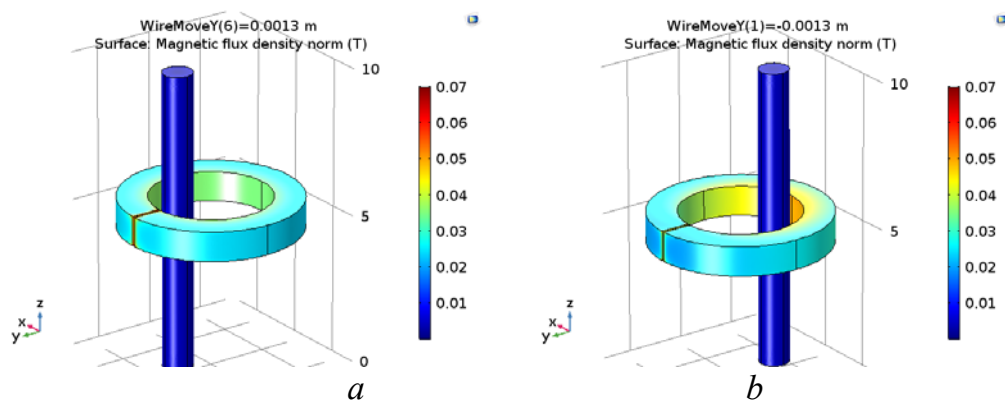 WireMoveY(6)=0.0013 m
Surface: Magnetic flux density norm (T)
10
5
0
0.07
0.06
0.05
0.04
0.03
0.02
0.01
z
x
y
a
WireMoveY(1)=-0.0013 m
Surface: Magnetic flux density norm (T)
10
5
0.07
0.06
0.05
0.04
0.03
0.02
0.01
z
x
y
b